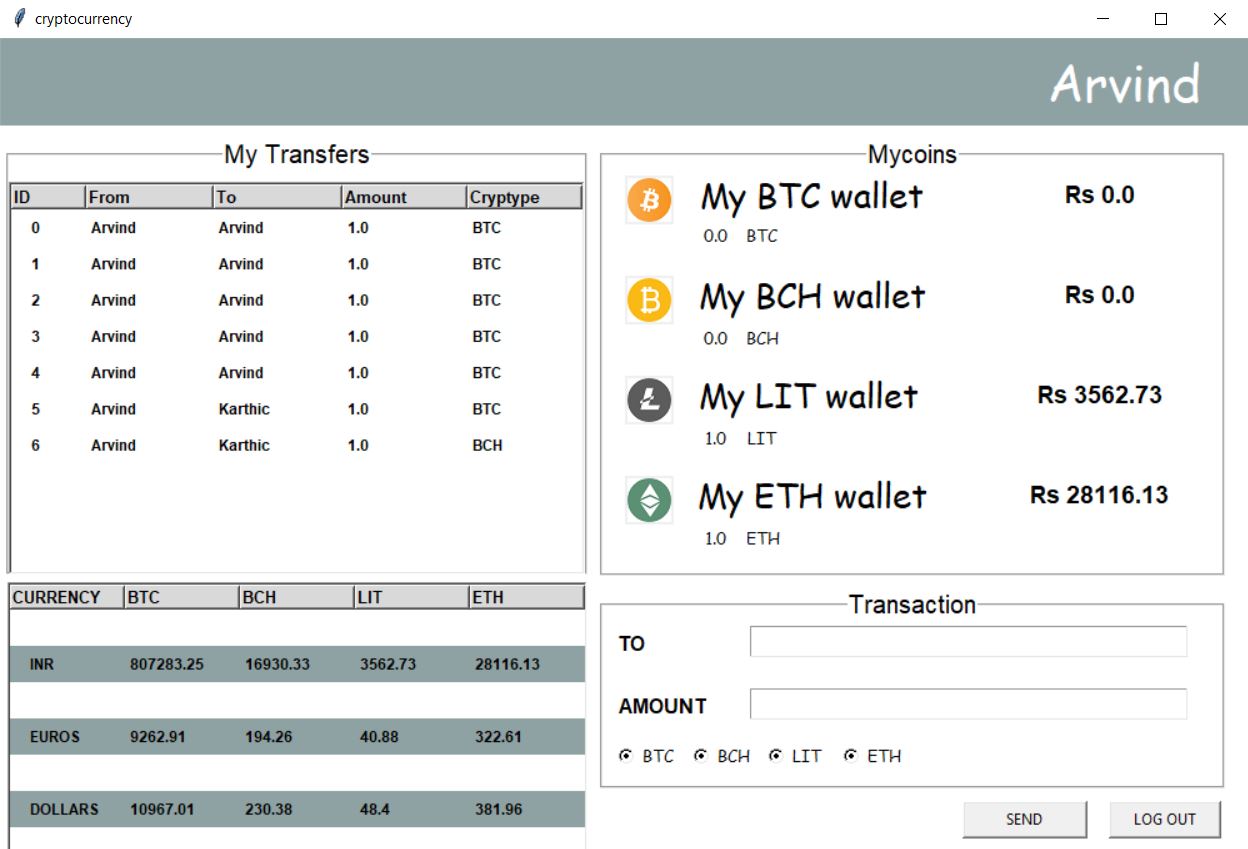 cryptocurrency
Arvind
My Transfers
ID From To Amount Cryptype
0 Arvind Arvind 1.0 BTC
1 Arvind Arvind 1.0 BTC
2 Arvind Arvind 1.0 BTC
3 Arvind Arvind 1.0 BTC
4 Arvind Arvind 1.0 BTC
5 Arvind Karthic 1.0 BTC
6 Arvind Karthic 1.0 BCH
Mycoins
My BTC wallet Rs 0.0
0.0 BTC
My BCH wallet Rs 0.0
0.0 BCH
My LIT wallet Rs 3562.73
1.0 LIT
My ETH wallet Rs 28116.13
1.0 ETH
CURRENCY BTC BCH LIT ETH
INR 807283.25 16930.33 3562.73 28116.13
EUROS 9262.91 194.26 40.88 322.61
DOLLARS 10967.01 230.38 48.4 381.96
Transaction
TO
AMOUNT
BTC BCH LIT ETH
SEND LOG OUT